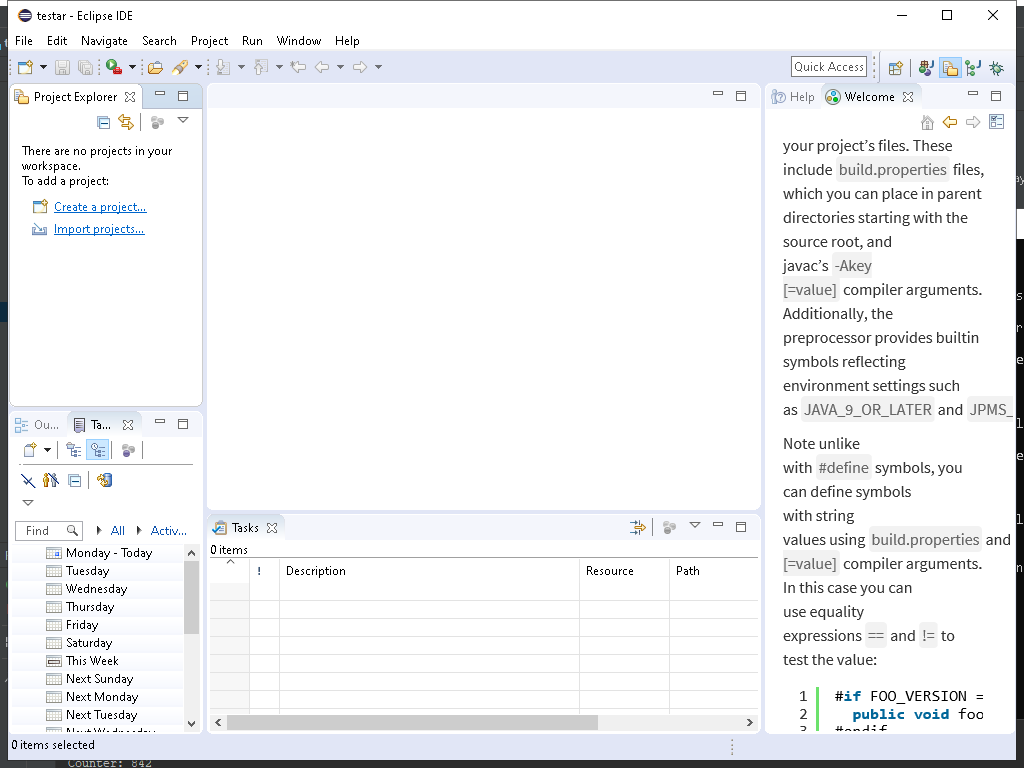 testar - Eclipse IDE
File Edit Navigate Search Project Run Window Help
Quick Access
Project Explorer
There are no projects in your
workspace.
To add a project:
Create a project...
Import projects...
Ou...
Ta...
Find
All
Activ...
Monday - Today
Tuesday
Wednesday
Thursday
Friday
Saturday
This Week
Next Sunday
Next Monday
Next Tuesday
Next Wednesday
0 items selected
Tasks
0 items
! Description Resource Path
Help
Welcome
your project’s files. These
include build.properties files,
which you can place in parent
directories starting with the
source root, and
javac’s -Akey
[=value] compiler arguments.
Additionally, the
preprocessor provides builtin
symbols reflecting
environment settings such
as JAVA_9_OR_LATER and JPMS_
Note unlike
with #define symbols, you
can define symbols
with string
values using build.properties and
[=value] compiler arguments.
In this case you can
use equality
expressions == and != to
test the value:
1 #if FOO_VERSION =
2 public void foo
3 #endif
Counter: 842